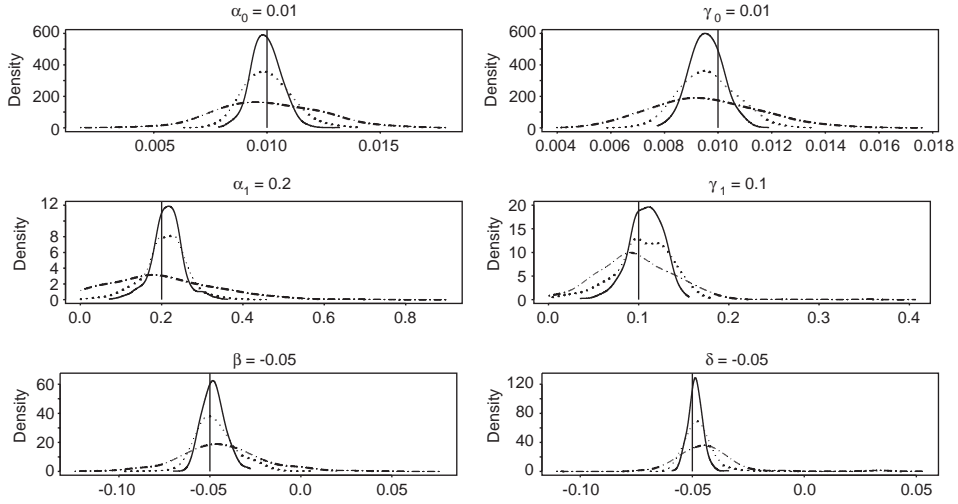 α0 = 0.01
Density
600
400
200
0
0.005 0.010 0.015
γ0 = 0.01
Density
600
400
200
0
0.004 0.006 0.008 0.010 0.012 0.014 0.016 0.018
α1 = 0.2
Density
12
8
6
4
2
0
0.0 0.2 0.4 0.6 0.8
γ1 = 0.1
Density
20
15
10
5
0
0.0 0.1 0.2 0.3 0.4
β = -0.05
Density
60
40
20
0
-0.10 -0.05 0.0 0.05
δ = -0.05
Density
120
80
40
0
-0.10 -0.05 0.0 0.05